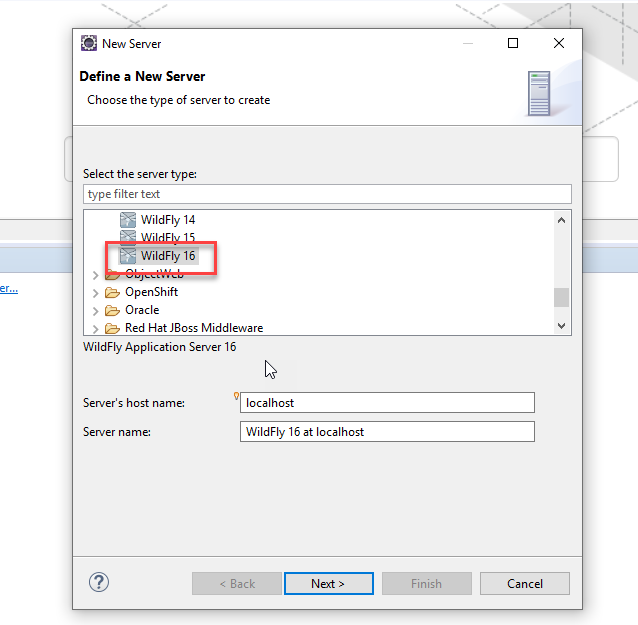 New Server
Define a New Server
Choose the type of server to create
Select the server type:
type filter text
WildFly 14
WildFly 15
WildFly 16
ObjectWeb
OpenShift
Oracle
Red Hat JBoss Middleware
WildFly Application Server 16
er...
Server's host name:
localhost
Server name:
WildFly 16 at localhost
?
< Back
Next >
Finish
Cancel